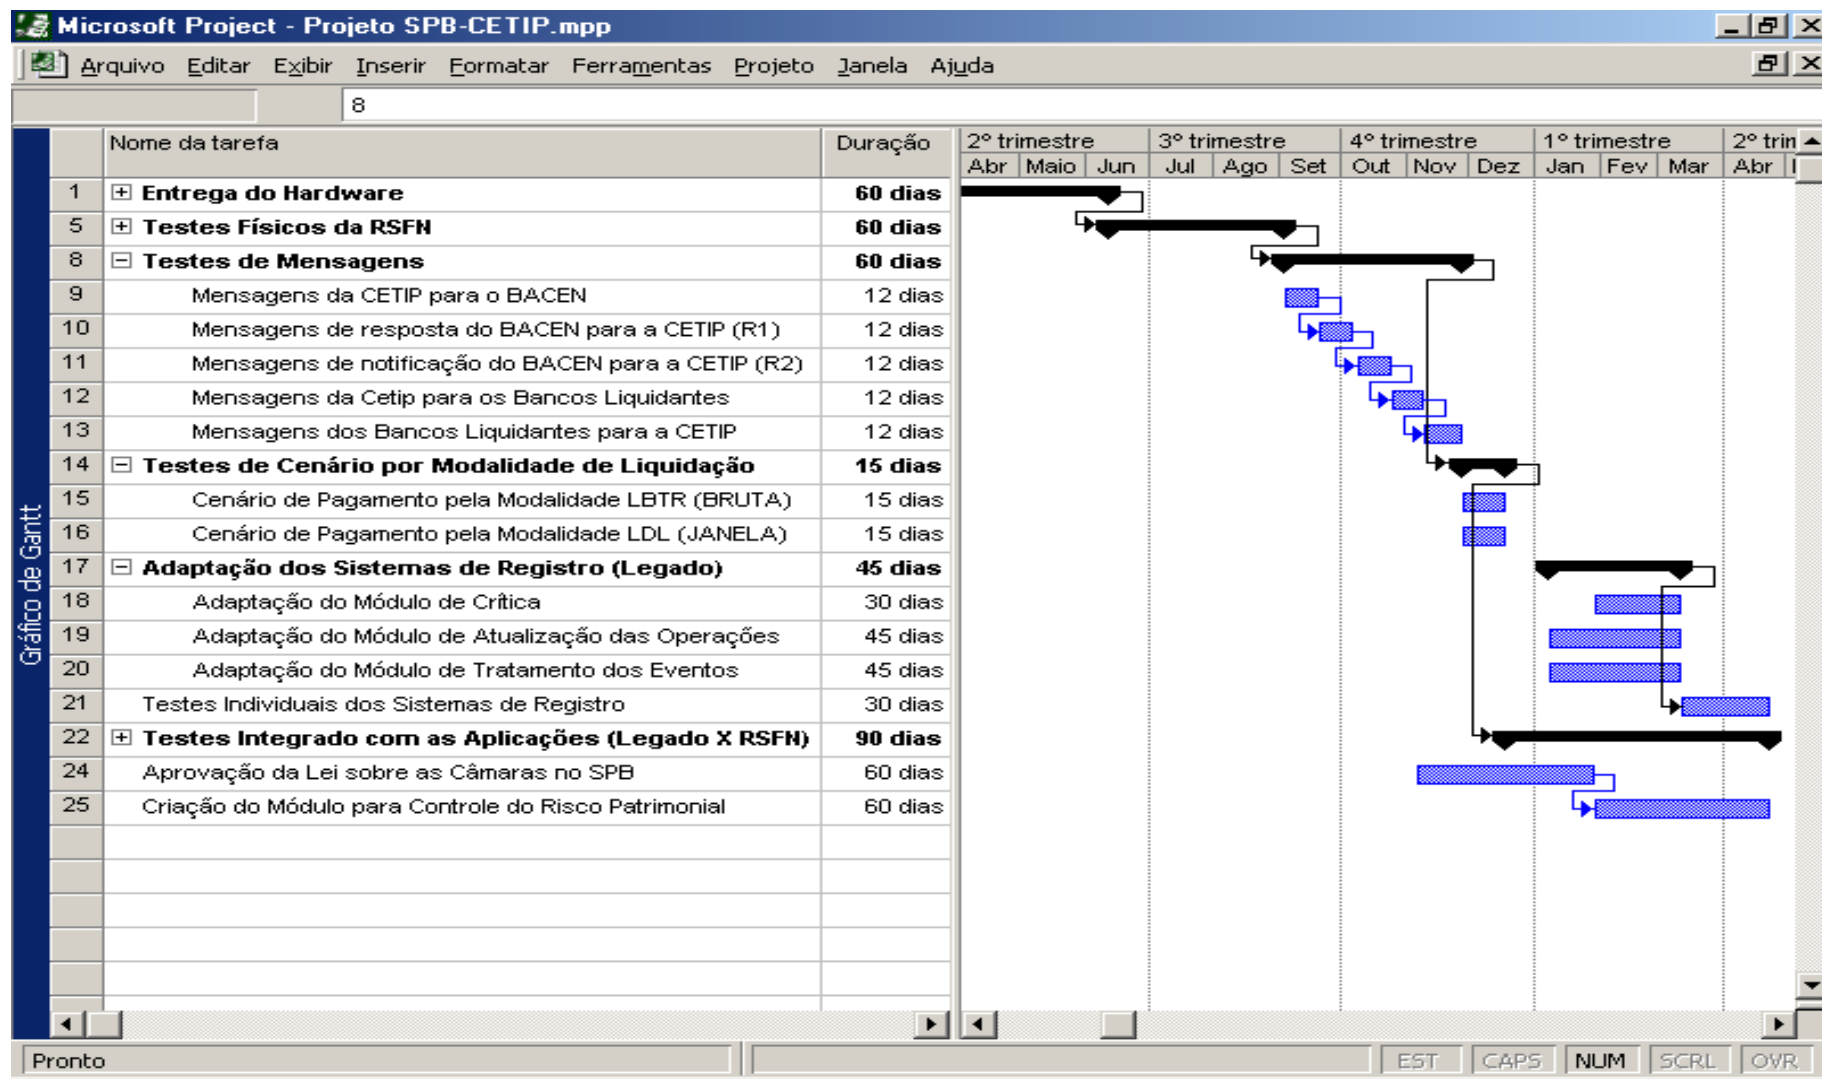 Microsoft Project - Projeto SPB-CETIP.mpp
Arquivo Editar Exibir Inserir Formatar Ferramentas Projeto Janela Ajuda
8
Nome da tarefa Duração 2º trimestre 3º trimestre 4º trimestre 1º trimestre 2º trin
Abr Maio Jun Jul Ago Set Out Nov Dez Jan Fev Mar Abr
1 Entrega do Hardware 60 dias
5 Testes Físicos da RSFN 60 dias
8 Testes de Mensagens 60 dias
9 Mensagens da CETIP para o BACEN 12 dias
10 Mensagens de resposta do BACEN para a CETIP (R1) 12 dias
11 Mensagens de notificação do BACEN para a CETIP (R2) 12 dias
12 Mensagens da Cetip para os Bancos Liquidantes 12 dias
13 Mensagens dos Bancos Liquidantes para a CETIP 12 dias
14 Testes de Cenário por Modalidade de Liquidação 15 dias
15 Cenário de Pagamento pela Modalidade LBTR (BRUTA) 15 dias
16 Cenário de Pagamento pela Modalidade LDL (JANELA) 15 dias
17 Adaptação dos Sistemas de Registro (Legado) 45 dias
18 Adaptação do Módulo de Crítica 30 dias
19 Adaptação do Módulo de Atualização das Operações 45 dias
20 Adaptação do Módulo de Tratamento dos Eventos 45 dias
21 Testes Individuais dos Sistemas de Registro 30 dias
22 Testes Integrado com as Aplicações (Legado X RSFN) 90 dias
24 Aprovação da Lei sobre as Câmaras no SPB 60 dias
25 Criação do Módulo para Controle do Risco Patrimonial 60 dias
Gráfico de Gantt
Pronto EST CAPS NUM SCRL OVR